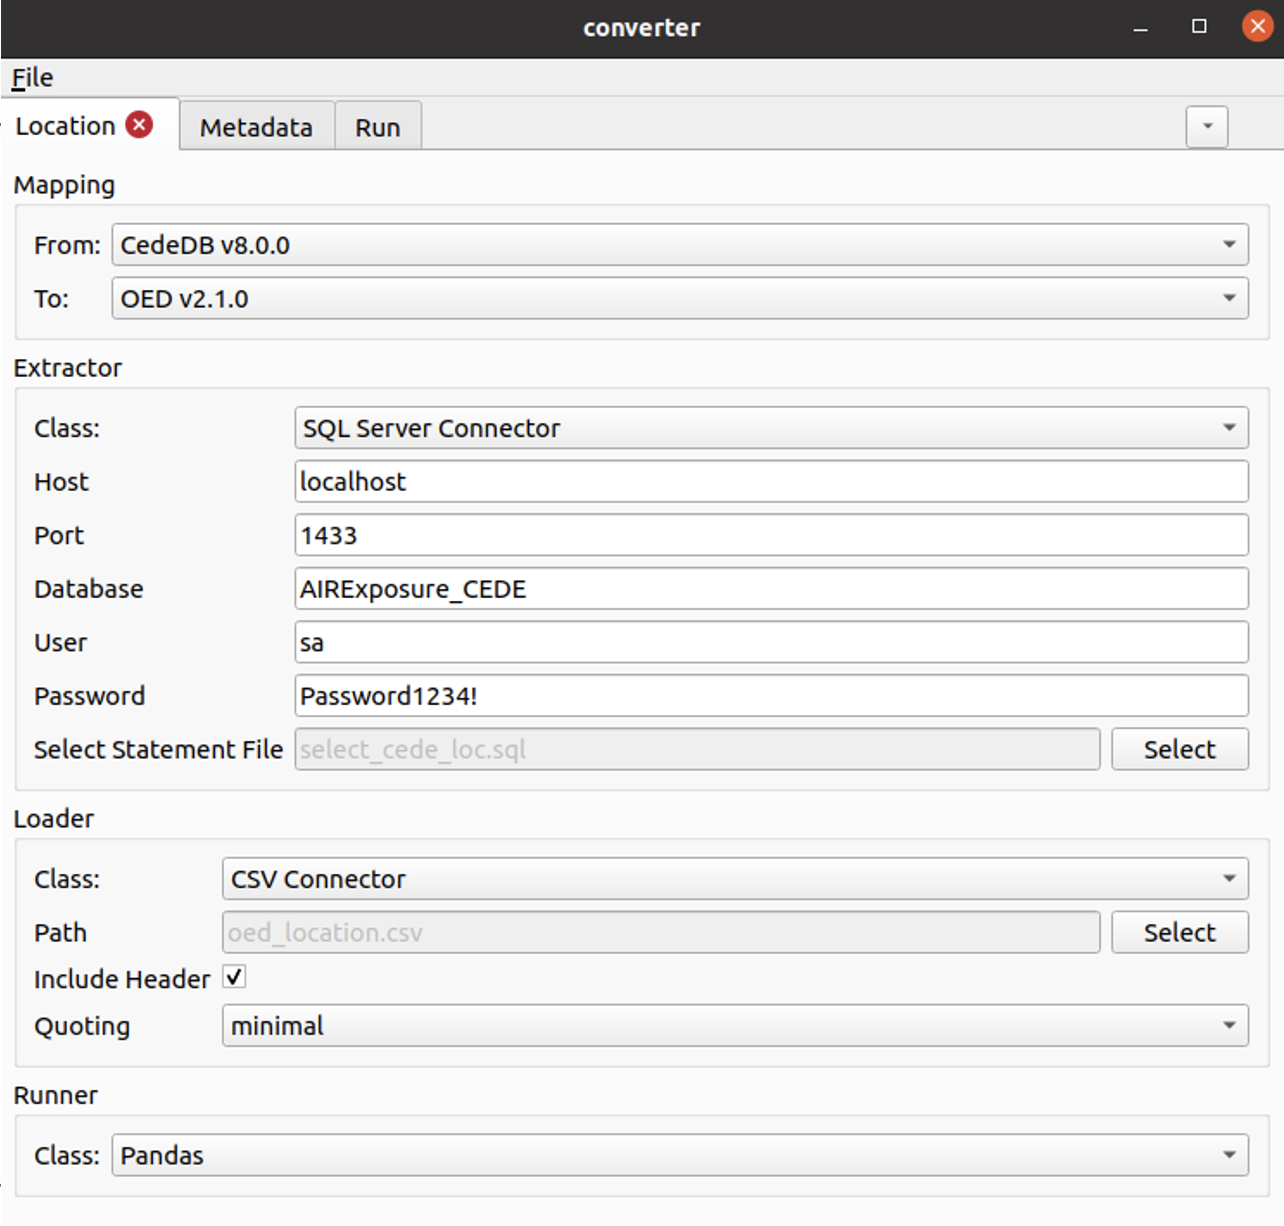 converter
File
Location Metadata Run
Mapping
From: CedeDB v8.0.0
To: OED v2.1.0
Extractor
Class: SQL Server Connector
Host localhost
Port 1433
Database AIRExposure_CEDE
User sa
Password Password1234!
Select Statement File select_cede_loc.sql Select
Loader
Class: CSV Connector
Path oed_location.csv Select
Include Header
Quoting minimal
Runner
Class: Pandas